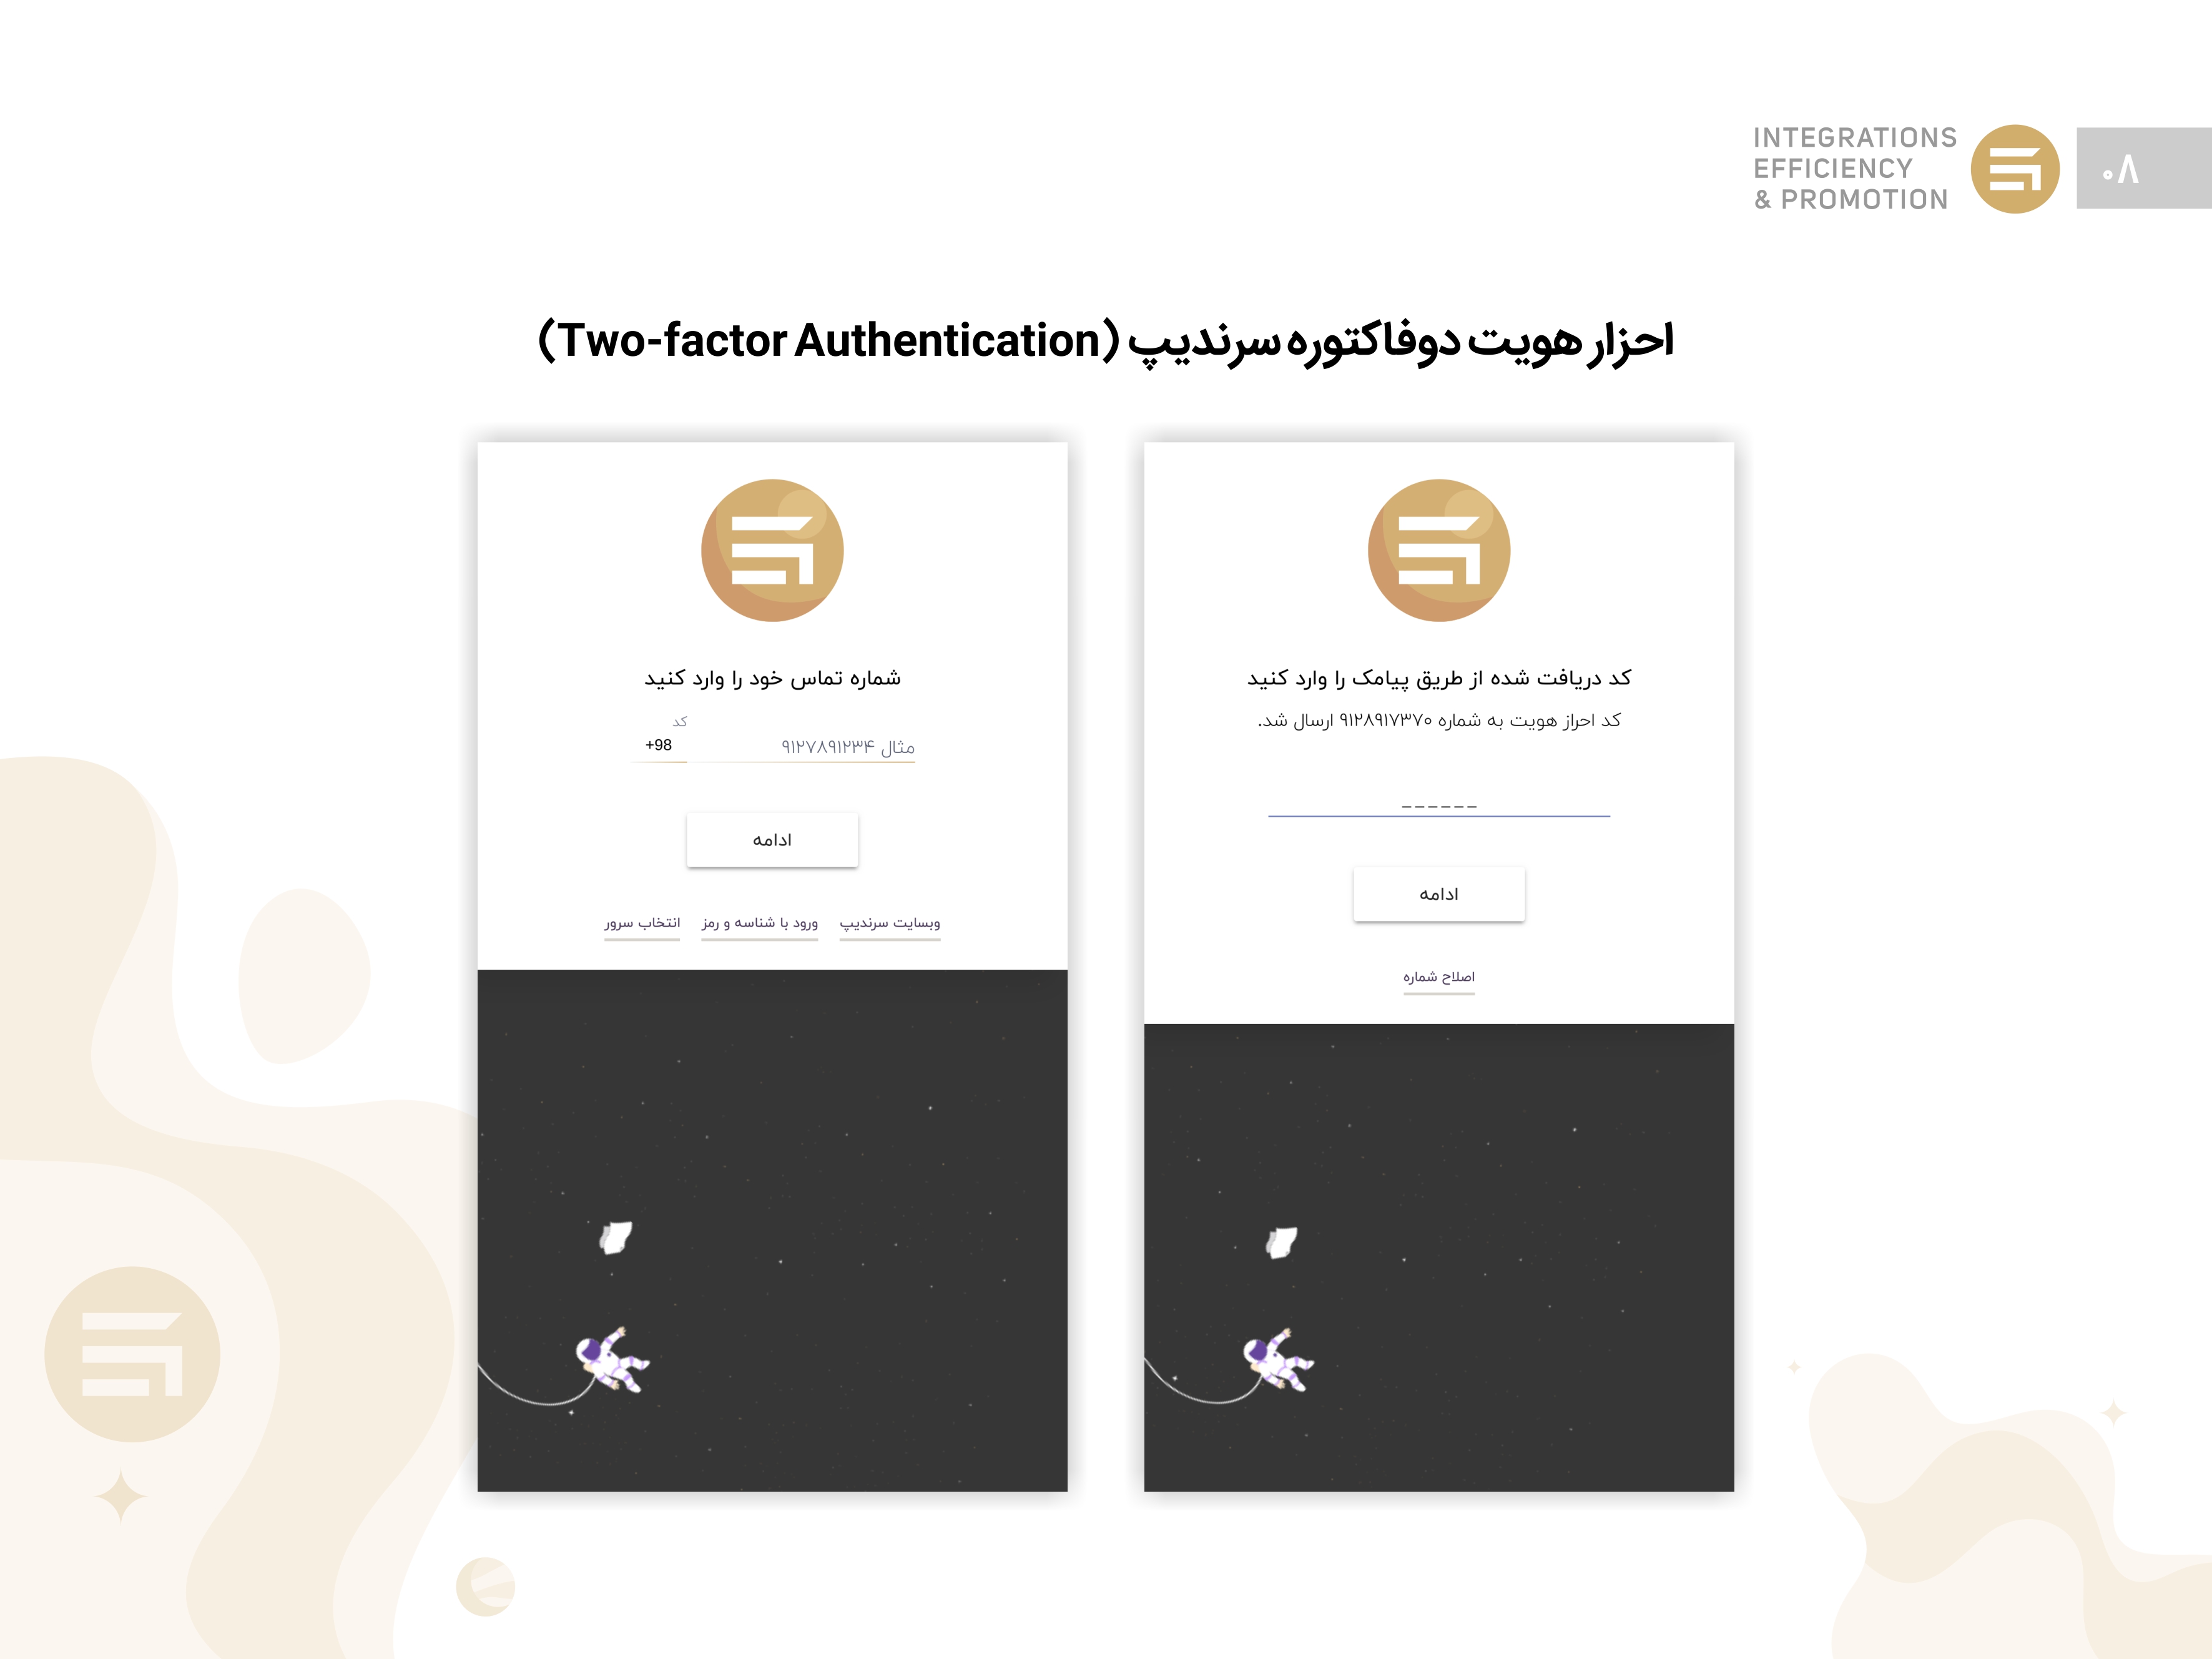 INTEGRATIONS
EFFICIENCY
& PROMOTION
۰۸
احراز هویت دوفاکتوره سرندیپ (Two-factor Authentication)
کد دریافت شده از طریق پیامک را وارد کنید
کد احراز هویت به شماره ۹۱۲۸۹۱۷۳۷۰ ارسال شد.
_ _ _ _ _ _
ادامه
اصلاح شماره
شماره تماس خود را وارد کنید
کد
مثال ۹۱۲۷۸۹۱۲۳۴ +98
ادامه
وبسایت سرندیپ ورود با شناسه و رمز انتخاب سرور